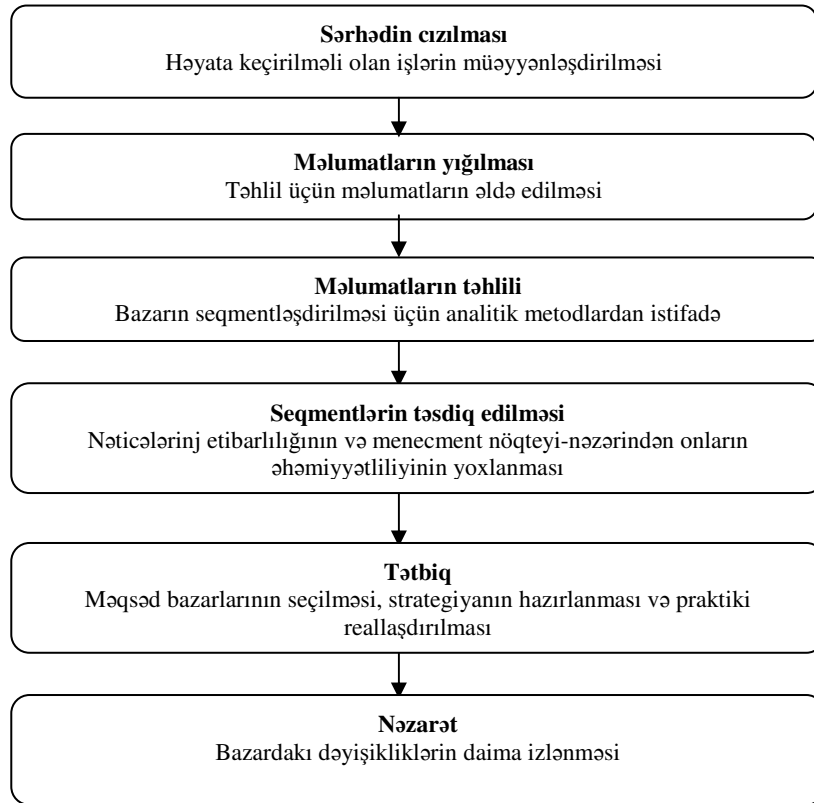 Sərhədin cızılması
Həyata keçirilməli olan işlərin müəyyənləşdirilməsi
Məlumatların yığılması
Təhlil üçün məlumatların əldə edilməsi
Məlumatların təhlili
Bazarın seqmentləşdirilməsi üçün analitik metodlardan istifadə
Seqmentlərin təsdiq edilməsi
Nəticələrinj etibarlılığının və menecment nöqteyi-nəzərindən onların
əhəmiyyətliliyinin yoxlanması
Tətbiq
Məqsəd bazarlarının seçilməsi, strategiyanın hazırlanması və praktiki
reallaşdırılması
Nəzarət
Bazardakı dəyişikliklərin daima izlənməsi